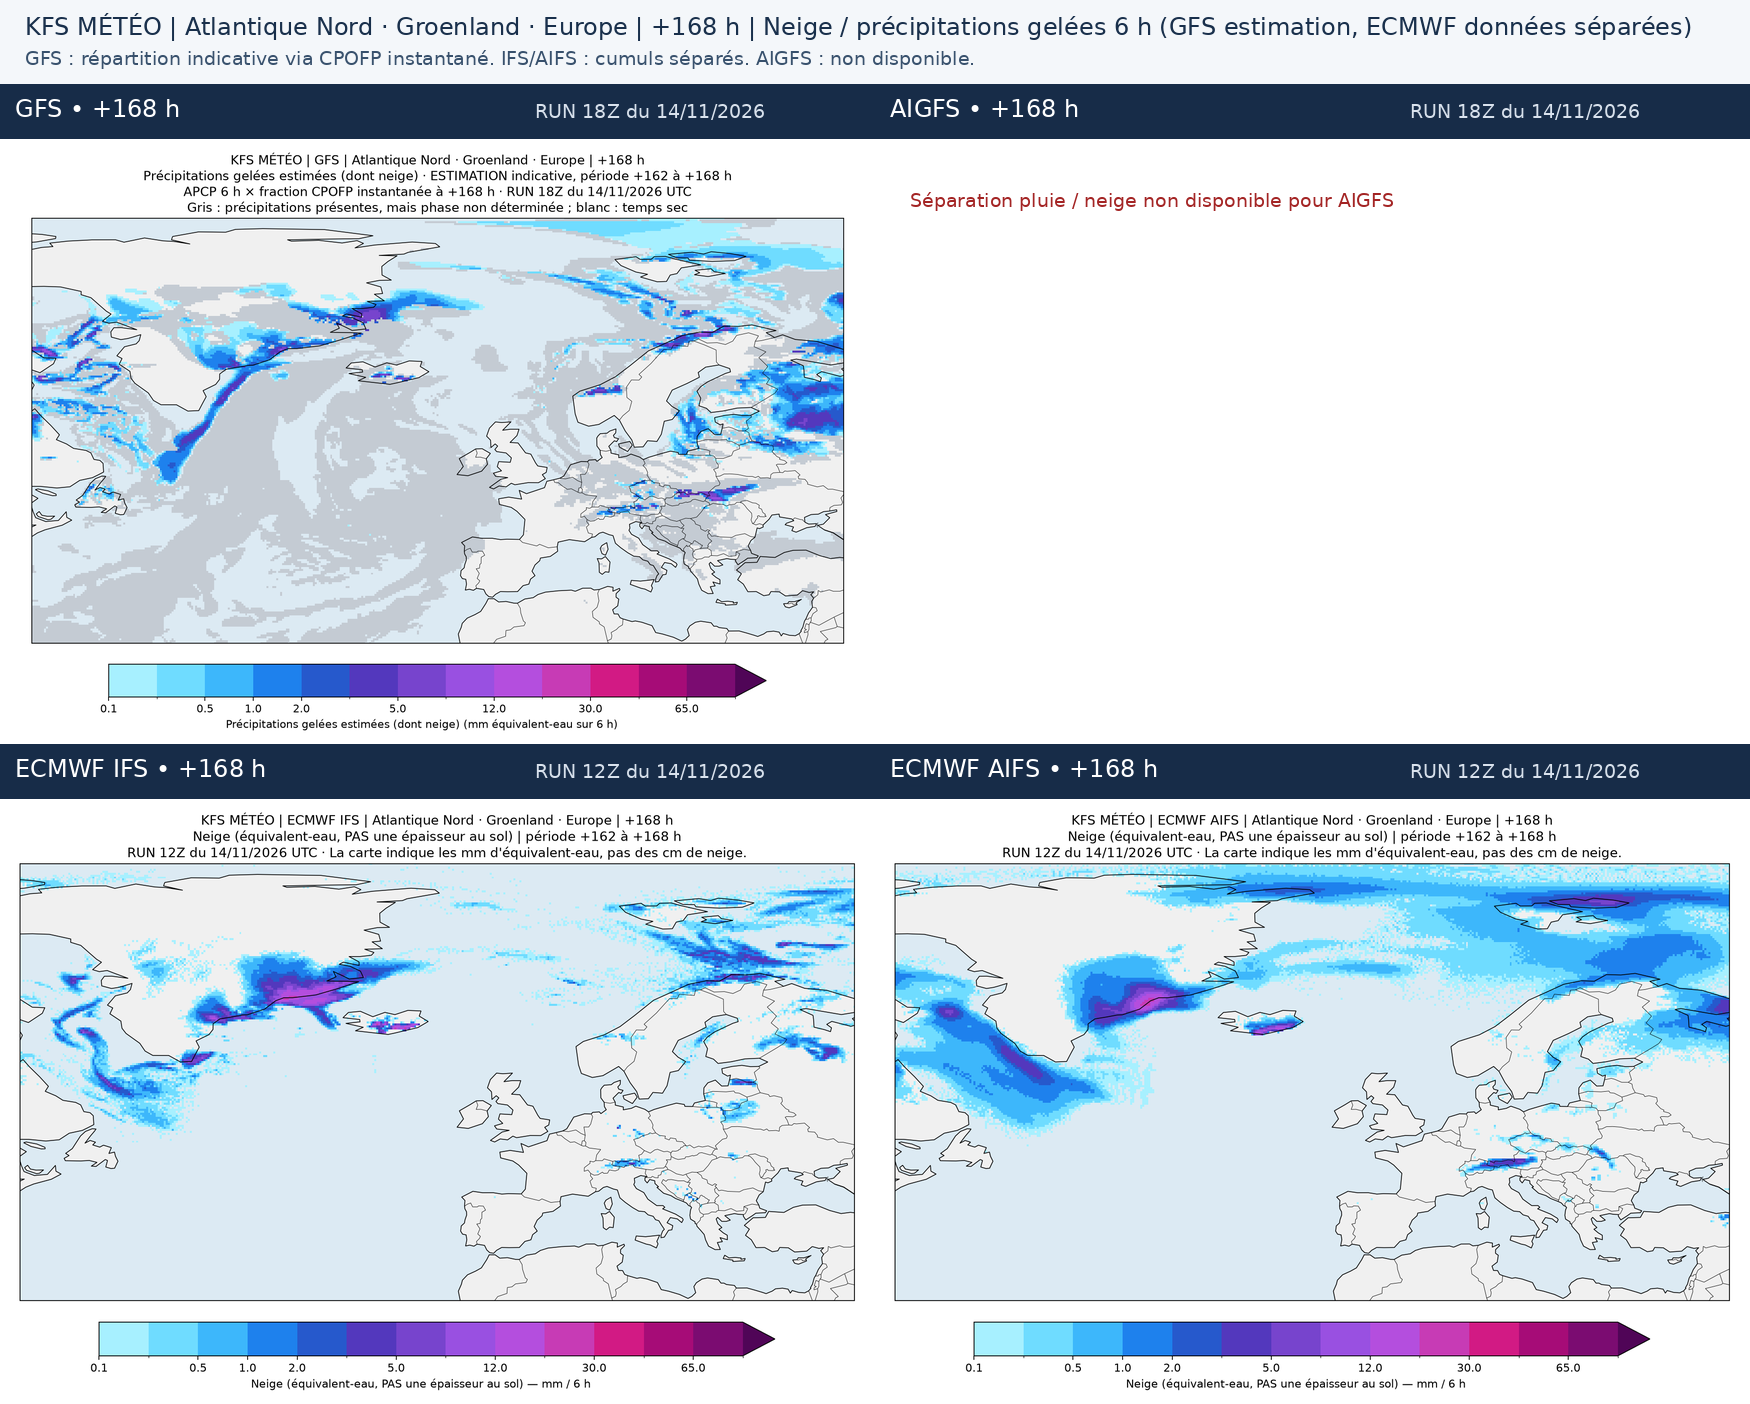 KFS MÉTÉO | Atlantique Nord · Groenland · Europe | +168 h | Neige / précipitations gelées 6 h (GFS estimation, ECMWF données séparées)
GFS : répartition indicative via CPOFP instantané. IFS/AIFS : cumuls séparés. AIGFS : non disponible.
GFS • +168 h
RUN 18Z du 14/11/2026
AIGFS • +168 h
RUN 18Z du 14/11/2026
KFS MÉTÉO | GFS | Atlantique Nord · Groenland · Europe | +168 h
Précipitations gelées estimées (dont neige) · ESTIMATION indicative, période +162 à +168 h
APCP 6 h × fraction CPOFP instantanée à +168 h · RUN 18Z du 14/11/2026 UTC
Gris : précipitations présentes, mais phase non déterminée ; blanc : temps sec
Séparation pluie / neige non disponible pour AIGFS
0.1 0.5 1.0 2.0 5.0 12.0 30.0 65.0
Précipitations gelées estimées (dont neige) (mm équivalent-eau sur 6 h)
ECMWF IFS • +168 h
RUN 12Z du 14/11/2026
ECMWF AIFS • +168 h
RUN 12Z du 14/11/2026
KFS MÉTÉO | ECMWF IFS | Atlantique Nord · Groenland · Europe | +168 h
Neige (équivalent-eau, PAS une épaisseur au sol) | période +162 à +168 h
RUN 12Z du 14/11/2026 UTC · La carte indique les mm d'équivalent-eau, pas des cm de neige.
KFS MÉTÉO | ECMWF AIFS | Atlantique Nord · Groenland · Europe | +168 h
Neige (équivalent-eau, PAS une épaisseur au sol) | période +162 à +168 h
RUN 12Z du 14/11/2026 UTC · La carte indique les mm d'équivalent-eau, pas des cm de neige.
0.1 0.5 1.0 2.0 5.0 12.0 30.0 65.0
Neige (équivalent-eau, PAS une épaisseur au sol) — mm / 6 h
0.1 0.5 1.0 2.0 5.0 12.0 30.0 65.0
Neige (équivalent-eau, PAS une épaisseur au sol) — mm / 6 h